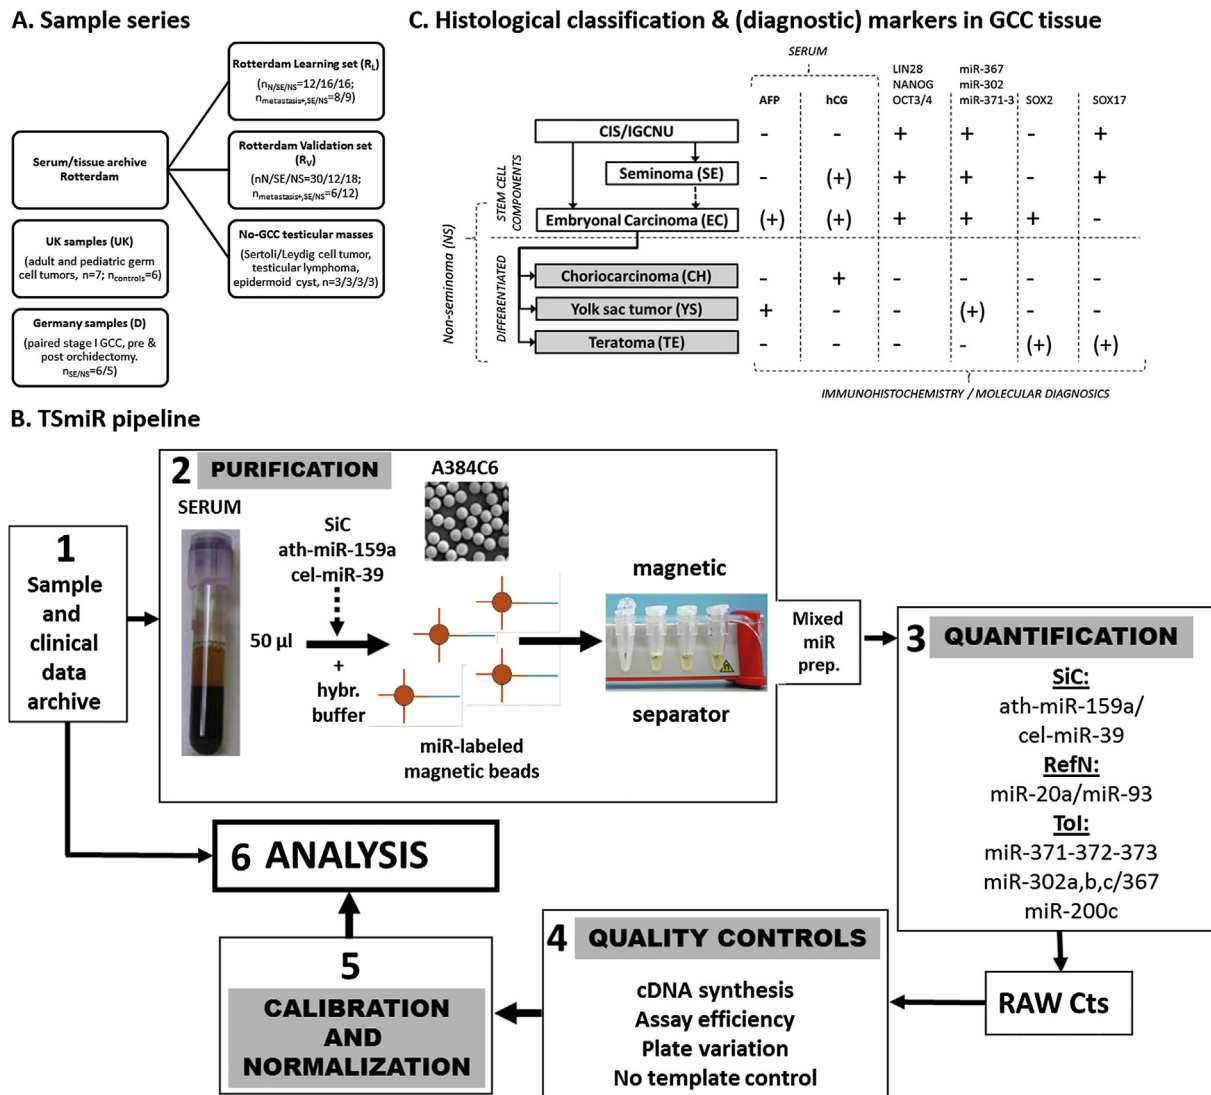 A. Sample series
Rotterdam Learning set (RL)
(nN/SE/NS=12/16/16;
nmetastasis+,SE/NS=8/9)
Serum/tissue archive
Rotterdam
Rotterdam Validation set
(RV)
(nN/SE/NS=30/12/18;
nmetastasis+,SE/NS=6/12)
UK samples (UK)
(adult and pediatric germ
cell tumors, n=7; ncontrols=6)
No-GCC testicular masses
(Sertoli/Leydig cell tumor,
testicular lymphoma,
epidermoid cyst, n=3/3/3/3)
Germany samples (D)
(paired stage I GCC, pre &
post orchidectomy.
nSE/NS=6/5)
C. Histological classification & (diagnostic) markers in GCC tissue
SERUM
LIN28 miR-367
NANOG miR-302
AFP hCG OCT3/4 miR-371-3 SOX2 SOX17
CIS/IGCNU - - + + - +
Seminoma (SE) - (+) + + - +
Embryonal Carcinoma (EC) (+) (+) + + + -
Choriocarcinoma (CH) - + - - - -
Yolk sac tumor (YS) + - - (+) - -
Teratoma (TE) - - - - (+) (+)
STEM CELL
COMPONENTS
DIFFERENTIATED
Non-seminoma (NS)
IMMUNOHISTOCHEMISTRY / MOLECULAR DIAGNOSICS
B. TSmiR pipeline
1
Sample
and
clinical
data
archive
2 PURIFICATION
SERUM
50 µl
SiC
ath-miR-159a
cel-miR-39
+
hybr.
buffer
A384C6
miR-labeled
magnetic beads
magnetic
separator
Mixed
miR
prep.
3 QUANTIFICATION
SiC:
ath-miR-159a/
cel-miR-39
RefN:
miR-20a/miR-93
ToI:
miR-371-372-373
miR-302a,b,c/367
miR-200c
RAW Cts
4 QUALITY CONTROLS
cDNA synthesis
Assay efficiency
Plate variation
No template control
5
CALIBRATION
AND
NORMALIZATION
6 ANALYSIS